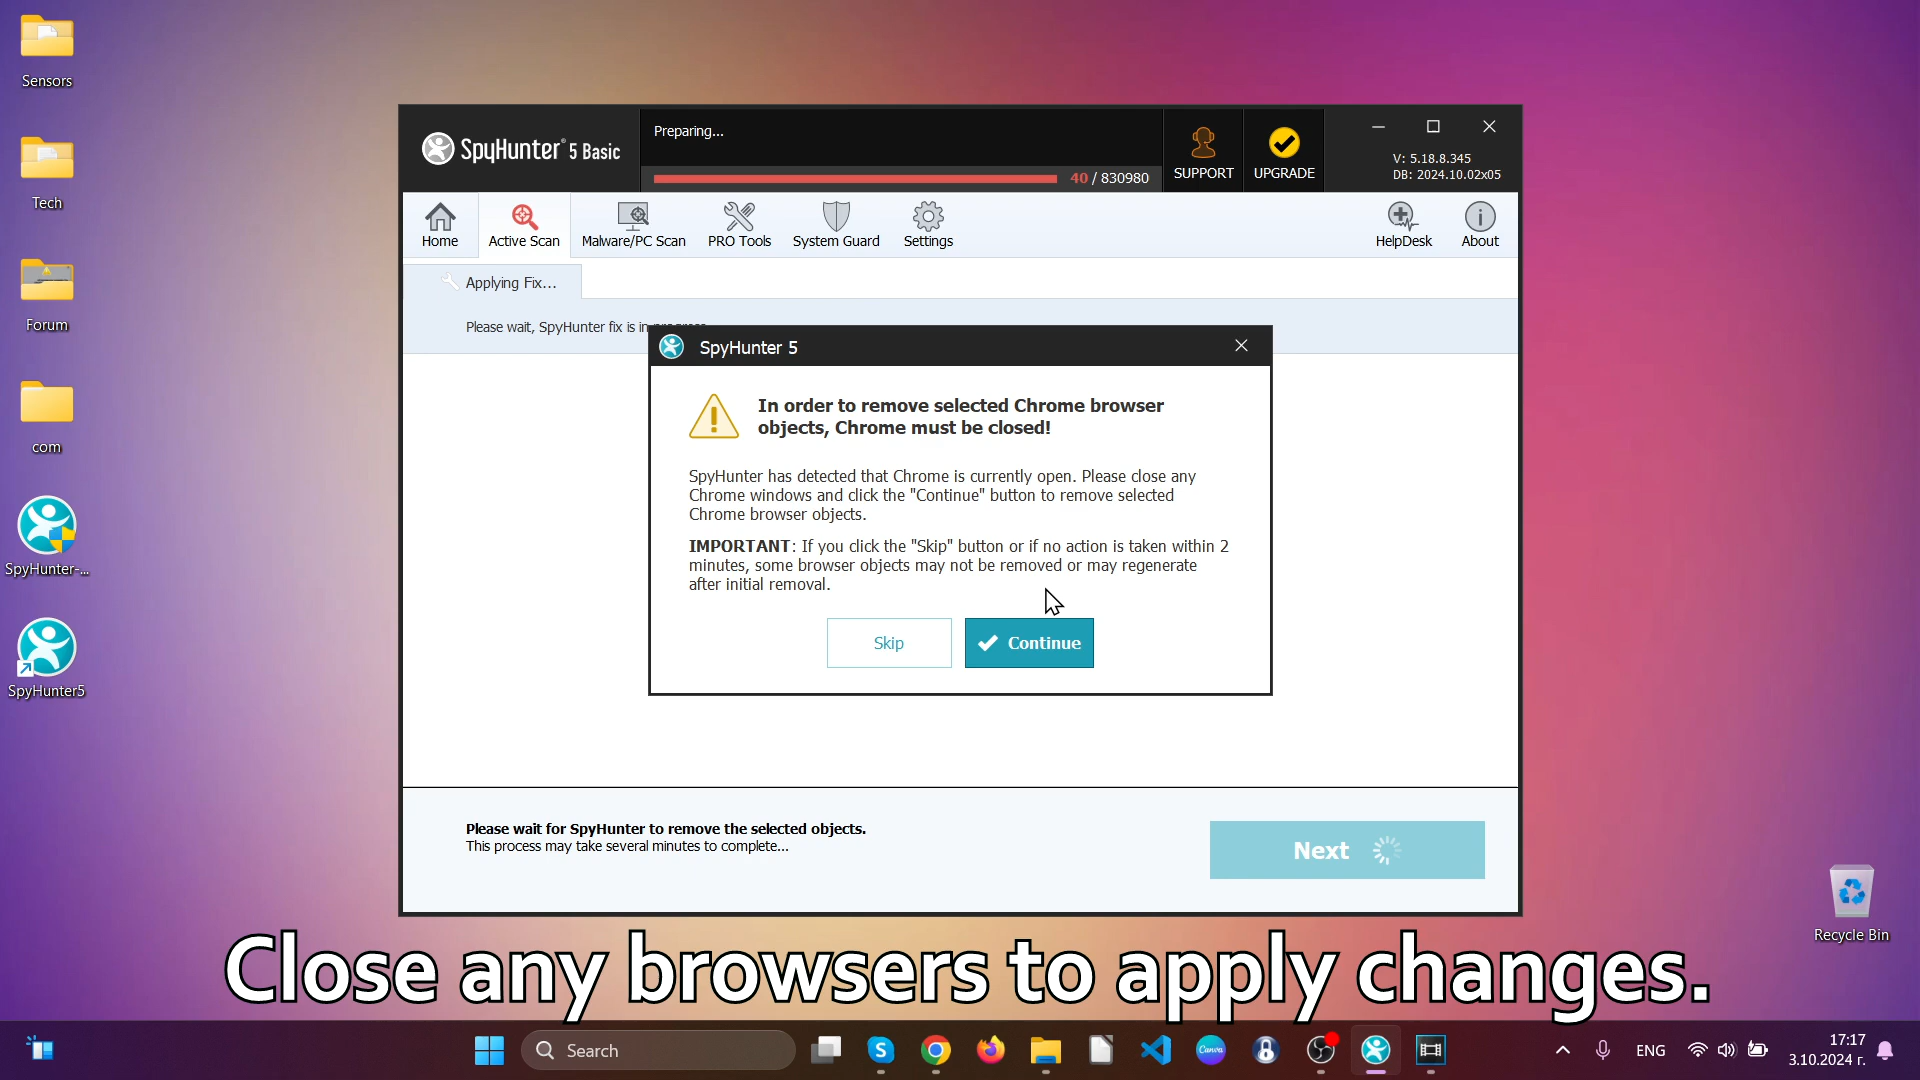 Sensors
Tech
Forum
com
SpyHunter-...
SpyHunter5
SpyHunter® 5 Basic
Preparing...
40 / 830980
SUPPORT
UPGRADE
V: 5.18.8.345
DB: 2024.10.02x05
Home
Active Scan
Malware/PC Scan
PRO Tools
System Guard
Settings
HelpDesk
About
Applying Fix...
Please wait, SpyHunter fix is in progress
SpyHunter 5
In order to remove selected Chrome browser
objects, Chrome must be closed!
SpyHunter has detected that Chrome is currently open. Please close any
Chrome windows and click the "Continue" button to remove selected
Chrome browser objects.
IMPORTANT: If you click the "Skip" button or if no action is taken within 2
minutes, some browser objects may not be removed or may regenerate
after initial removal.
Skip
Continue
Please wait for SpyHunter to remove the selected objects.
This process may take several minutes to complete...
Next
Recycle Bin
Close any browsers to apply changes.
Search
Canva
ENG
17:17
3.10.2024 г.